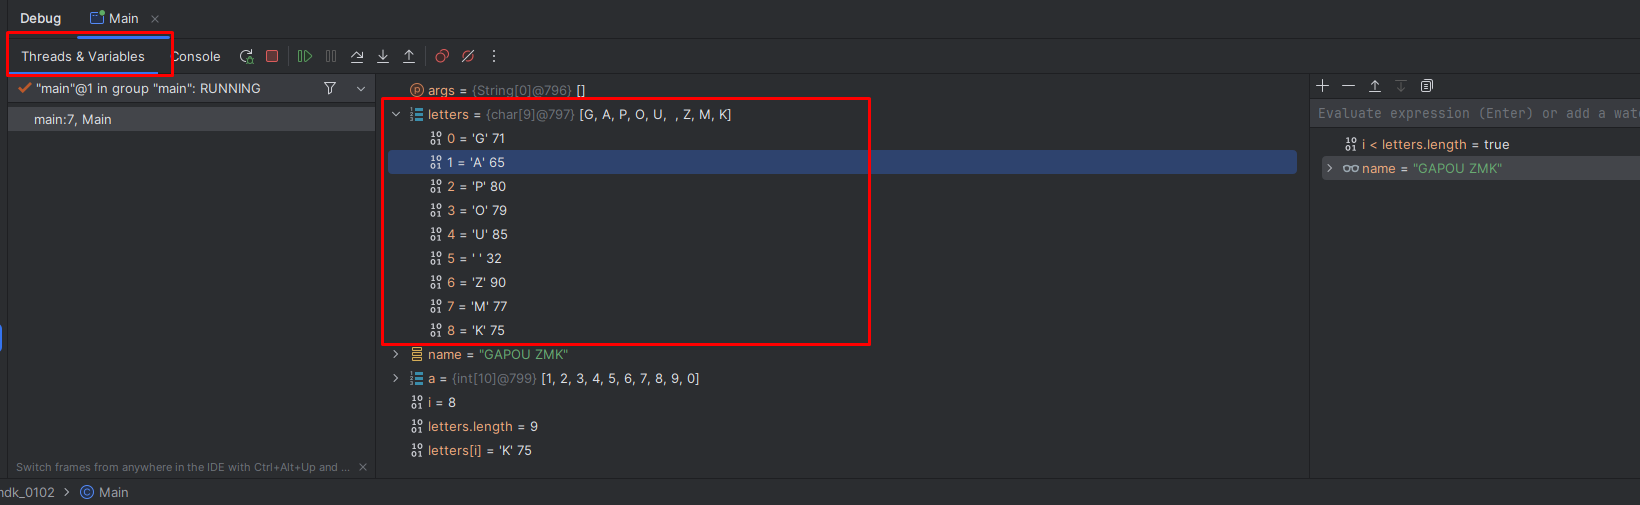 Debug Main
Threads & Variables Console
"main"@1 in group "main": RUNNING
main:7, Main
Switch frames from anywhere in the IDE with Ctrl+Alt+Up and ...
args = {String[0]@796} []
letters = {char[9]@797} [G, A, P, O, U,  , Z, M, K]
0 = 'G' 71
1 = 'A' 65
2 = 'P' 80
3 = 'O' 79
4 = 'U' 85
5 = ' ' 32
6 = 'Z' 90
7 = 'M' 77
8 = 'K' 75
name = "GAPOU ZMK"
a = {int[10]@799} [1, 2, 3, 4, 5, 6, 7, 8, 9, 0]
i = 8
letters.length = 9
letters[i] = 'K' 75
Evaluate expression (Enter) or add a wat
i < letters.length = true
name = "GAPOU ZMK"
ndk_0102 > Main